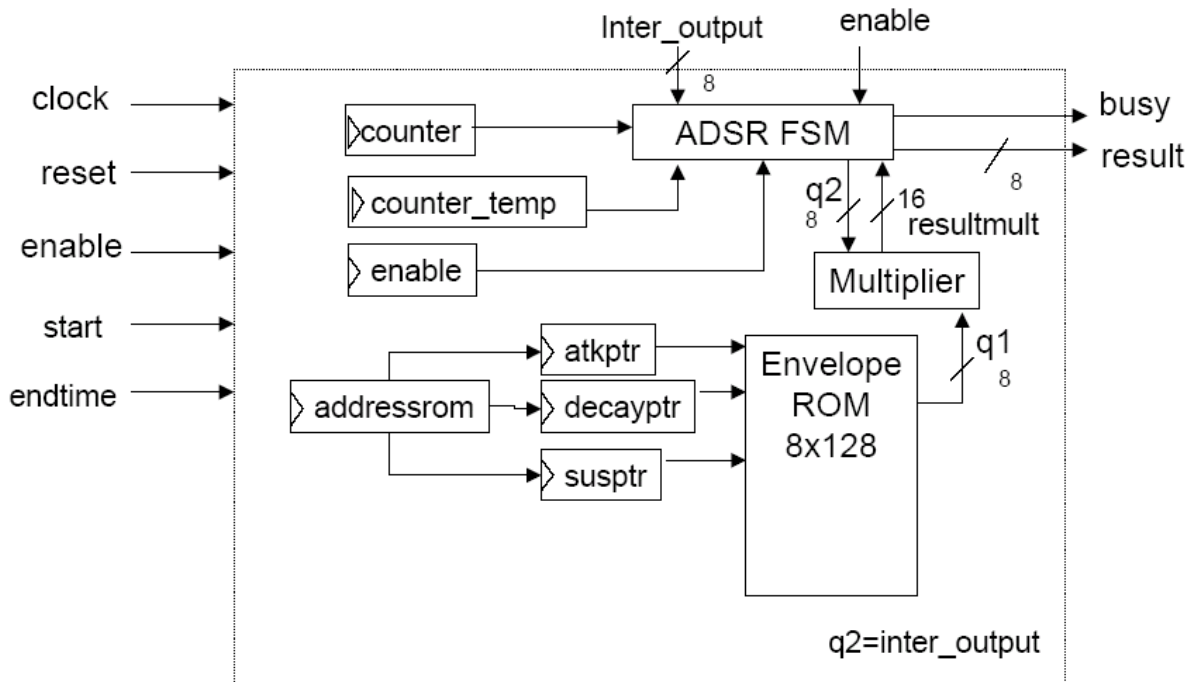 Inter_output
enable
8
clock
counter
ADSR FSM
busy
result
8
reset
counter_temp
q2
8
16
resultmult
enable
enable
Multiplier
start
atkptr
Envelope
ROM
8x128
q1
8
endtime
addressrom
decayptr
susptr
q2=inter_output